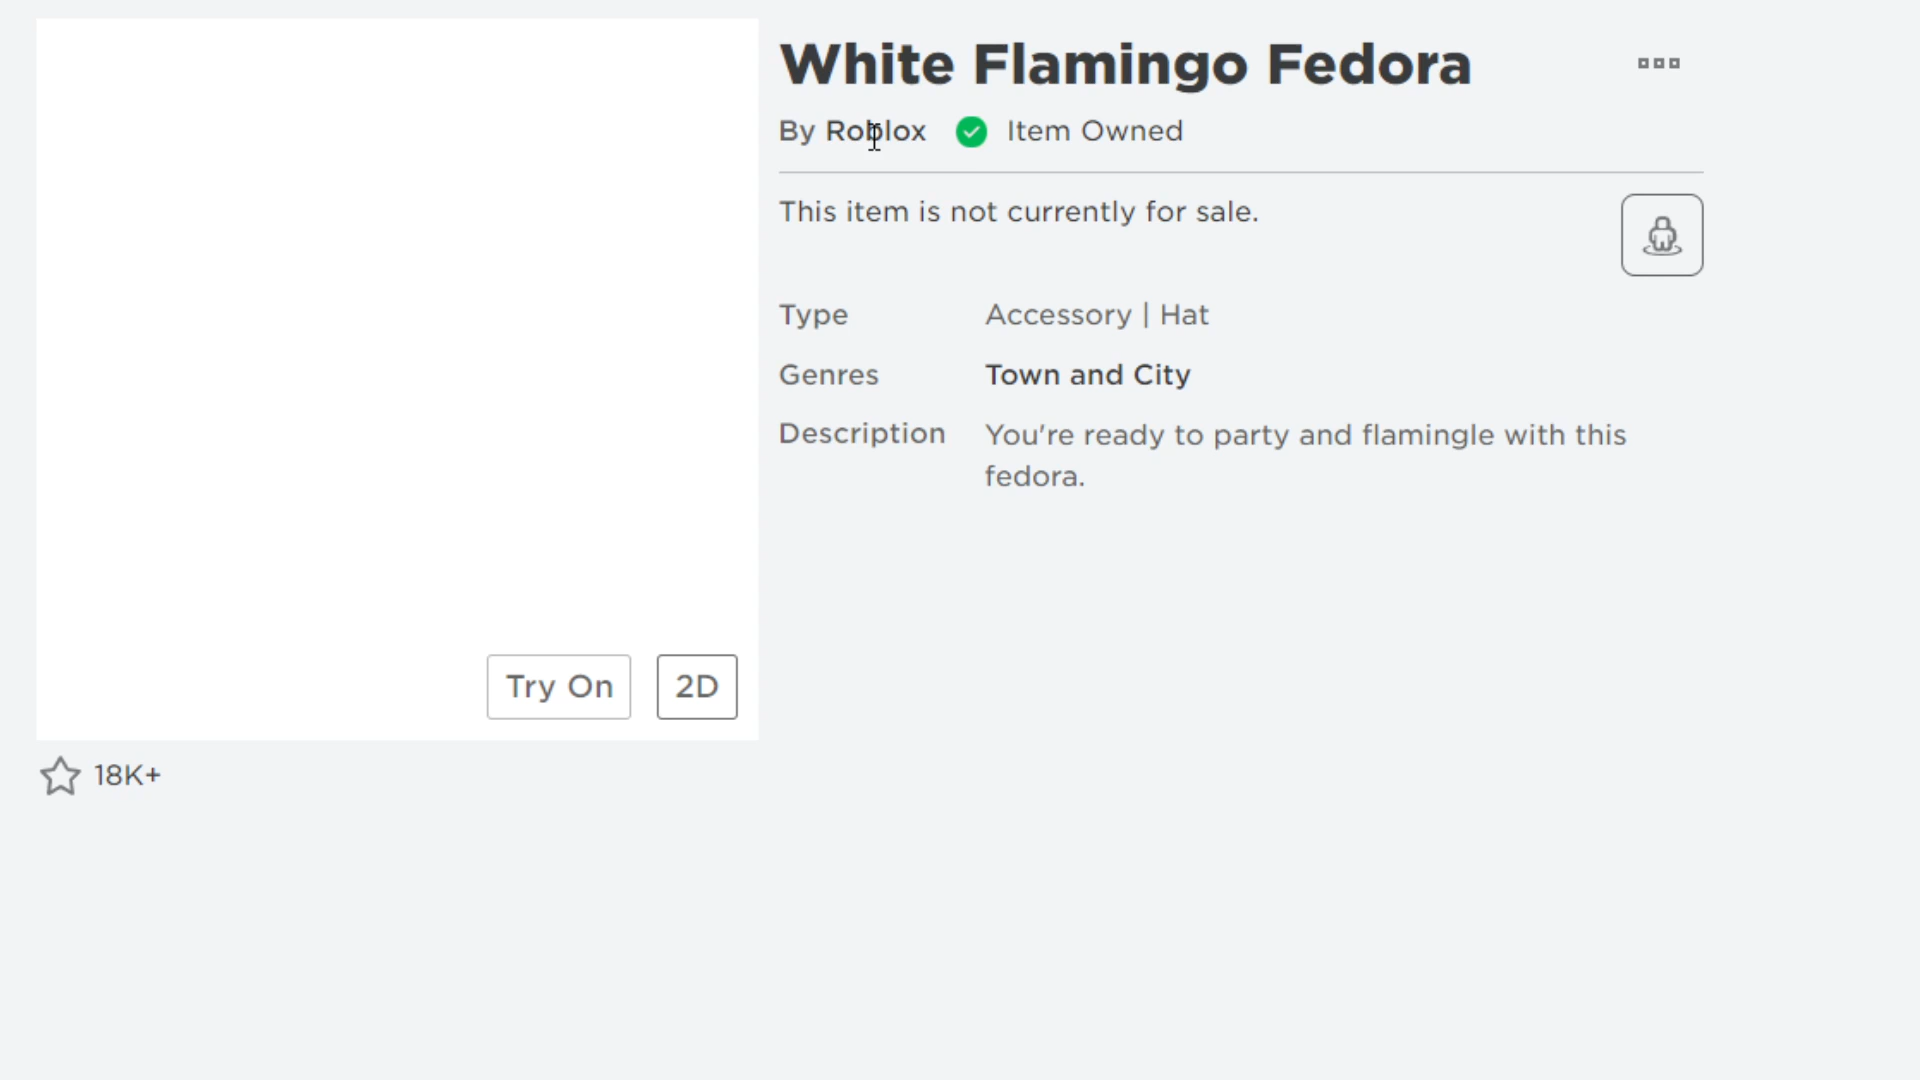 White Flamingo Fedora
By Roblox Item Owned
This item is not currently for sale.
Type Accessory | Hat
Genres Town and City
Description You're ready to party and flamingle with this
fedora.
Try On 2D
18K+